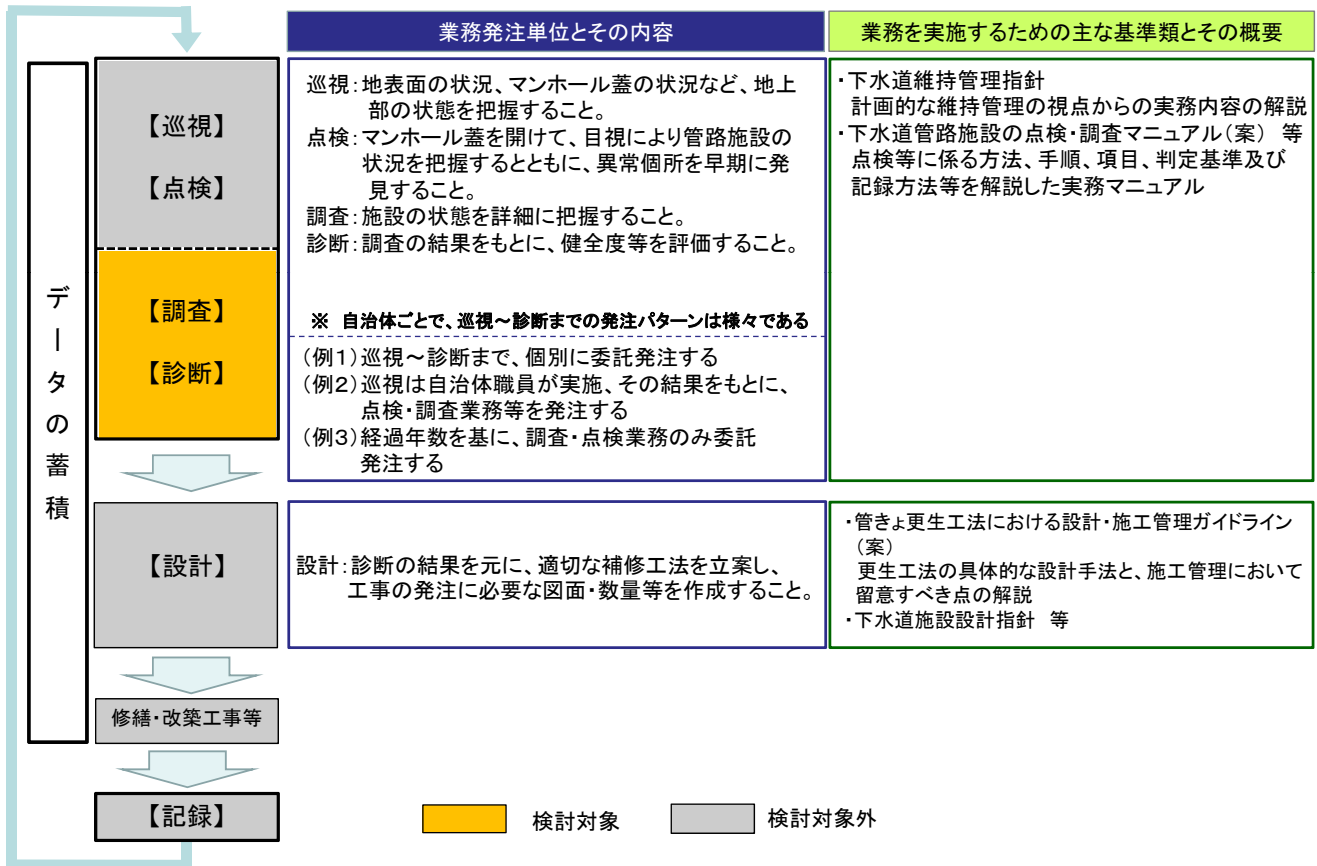 業務発注単位とその内容
業務を実施するための主な基準類とその概要
データの蓄積
【巡視】
【点検】
【調査】
【診断】
巡視：地表面の状況、マンホール蓋の状況など、地上
部の状態を把握すること。
点検：マンホール蓋を開けて、目視により管路施設の
状況を把握するとともに、異常個所を早期に発
見すること。
調査：施設の状態を詳細に把握すること。
診断：調査の結果をもとに、健全度等を評価すること。
※ 自治体ごとで、巡視～診断までの発注パターンは様々である
（例1）巡視～診断まで、個別に委託発注する
（例2）巡視は自治体職員が実施、その結果をもとに、
点検・調査業務等を発注する
（例3）経過年数を基に、調査・点検業務のみ委託
発注する
・下水道維持管理指針
計画的な維持管理の視点からの実務内容の解説
・下水道管路施設の点検・調査マニュアル（案） 等
点検等に係る方法、手順、項目、判定基準及び
記録方法等を解説した実務マニュアル
【設計】
設計：診断の結果を元に、適切な補修工法を立案し、
工事の発注に必要な図面・数量等を作成すること。
・管きょ更生工法における設計・施工管理ガイドライン
（案）
更生工法の具体的な設計手法と、施工管理において
留意すべき点の解説
・下水道施設設計指針 等
修繕・改築工事等
【記録】
検討対象
検討対象外